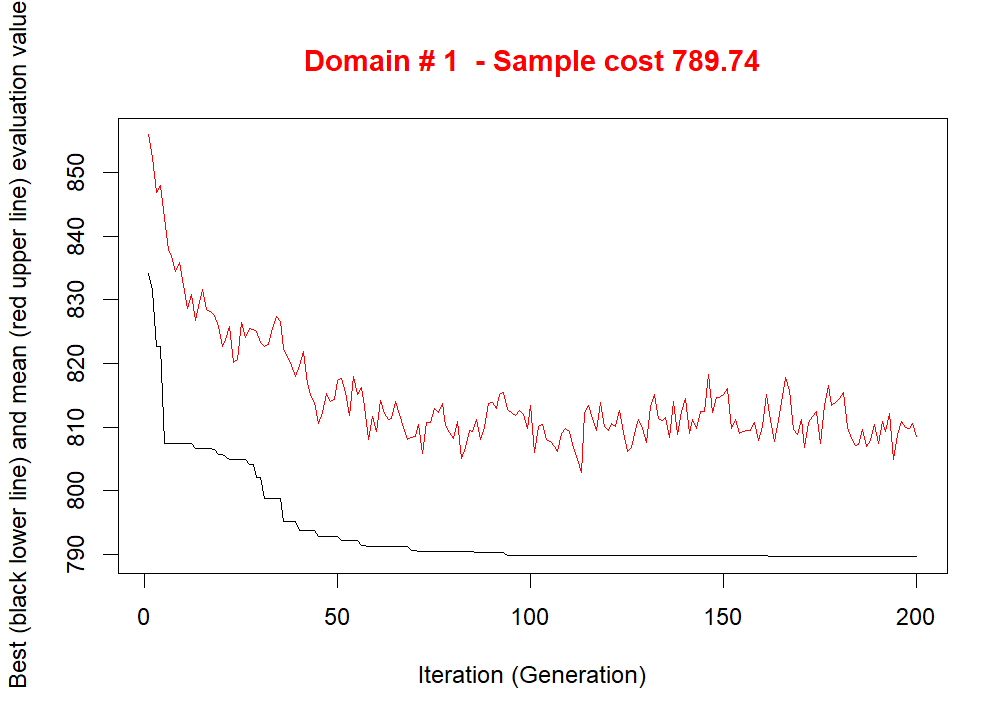 Domain # 1  - Sample cost 789.74
Best (black lower line) and mean (red upper line) evaluation value
850
840
830
820
810
800
790
0 50 100 150 200
Iteration (Generation)